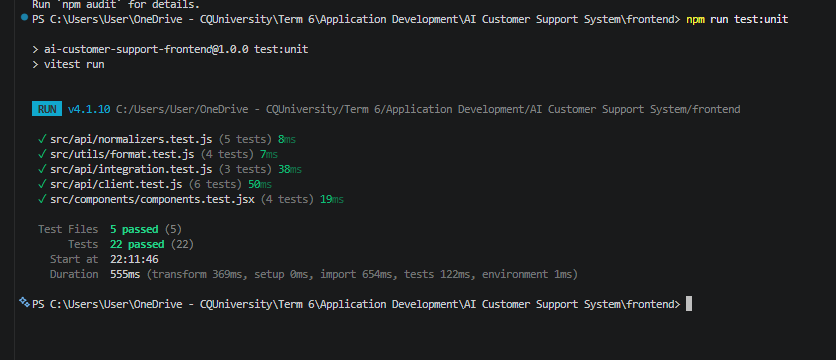 Run `npm audit` for details.
PS C:\Users\User\OneDrive - CQUniversity\Term 6\Application Development\AI Customer Support System\frontend> npm run test:unit
> ai-customer-support-frontend@1.0.0 test:unit
> vitest run
RUN v4.1.10 C:/Users/User/OneDrive - CQUniversity/Term 6/Application Development/AI Customer Support System/frontend
✓ src/api/normalizers.test.js (5 tests) 8ms
✓ src/utils/format.test.js (4 tests) 7ms
✓ src/api/integration.test.js (3 tests) 38ms
✓ src/api/client.test.js (6 tests) 50ms
✓ src/components/components.test.jsx (4 tests) 19ms
Test Files 5 passed (5)
Tests 22 passed (22)
Start at 22:11:46
Duration 555ms (transform 369ms, setup 0ms, import 654ms, tests 122ms, environment 1ms)
PS C:\Users\User\OneDrive - CQUniversity\Term 6\Application Development\AI Customer Support System\frontend>